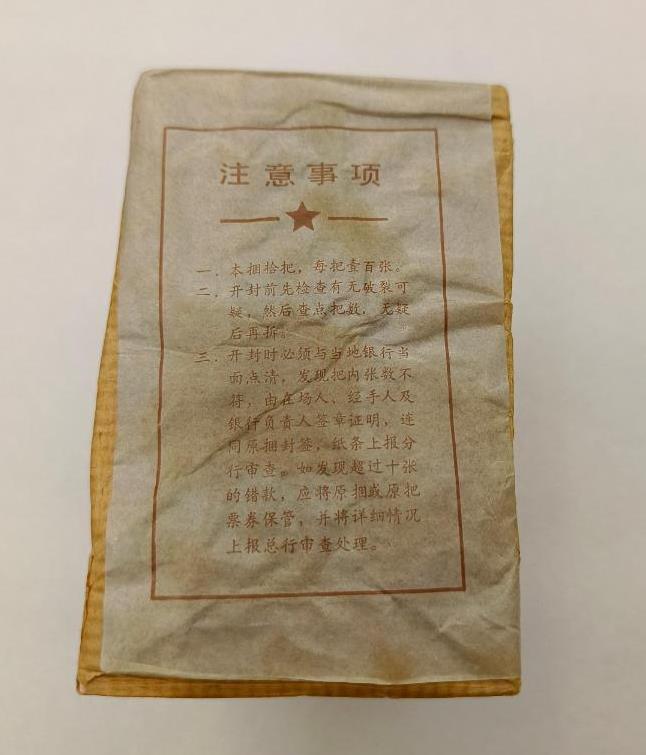 注意事项
一．本捆拾把，每把壹百张。
二．开封前先检查有无破裂可
疑，然后查点把数，无疑
后再拆。
三．开封时必须与当地银行当
面点清，发现把内张数不
符，由在场人、经手人及
银行负责人签章证明，连
同原捆封签，纸条上报分
行审查。如发现超过十张
的错款，应将原捆或原把
票券保管，并将详细情况
上报总行审查处理。